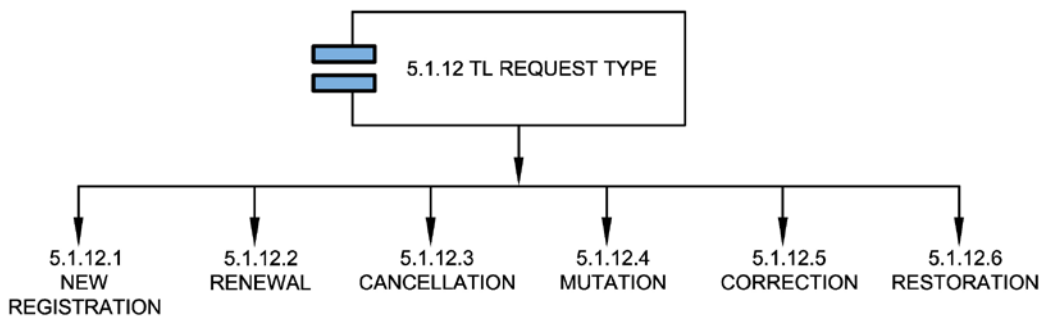 5.1.12 TL REQUEST TYPE
5.1.12.1
NEW
REGISTRATION
5.1.12.2
RENEWAL
5.1.12.3
CANCELLATION
5.1.12.4
MUTATION
5.1.12.5
CORRECTION
5.1.12.6
RESTORATION